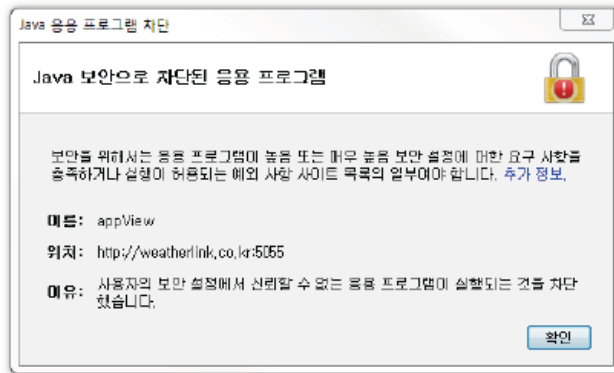 Java 응용 프로그램 차단
Java 보안으로 차단된 응용 프로그램
보안을 위해서는 응용 프로그램이 높음 또는 매우 높음 보안 설정에 대한 요구 사항을
충족하거나 실행이 허용되는 예외 사항 사이트 목록의 일부여야 합니다. 추가 정보.
이름: appView
위치: http://weatherlink.co.kr:5055
이유: 사용자의 보안 설정에서 신뢰할 수 없는 응용 프로그램이 실행되는 것을 차단
했습니다.
확인